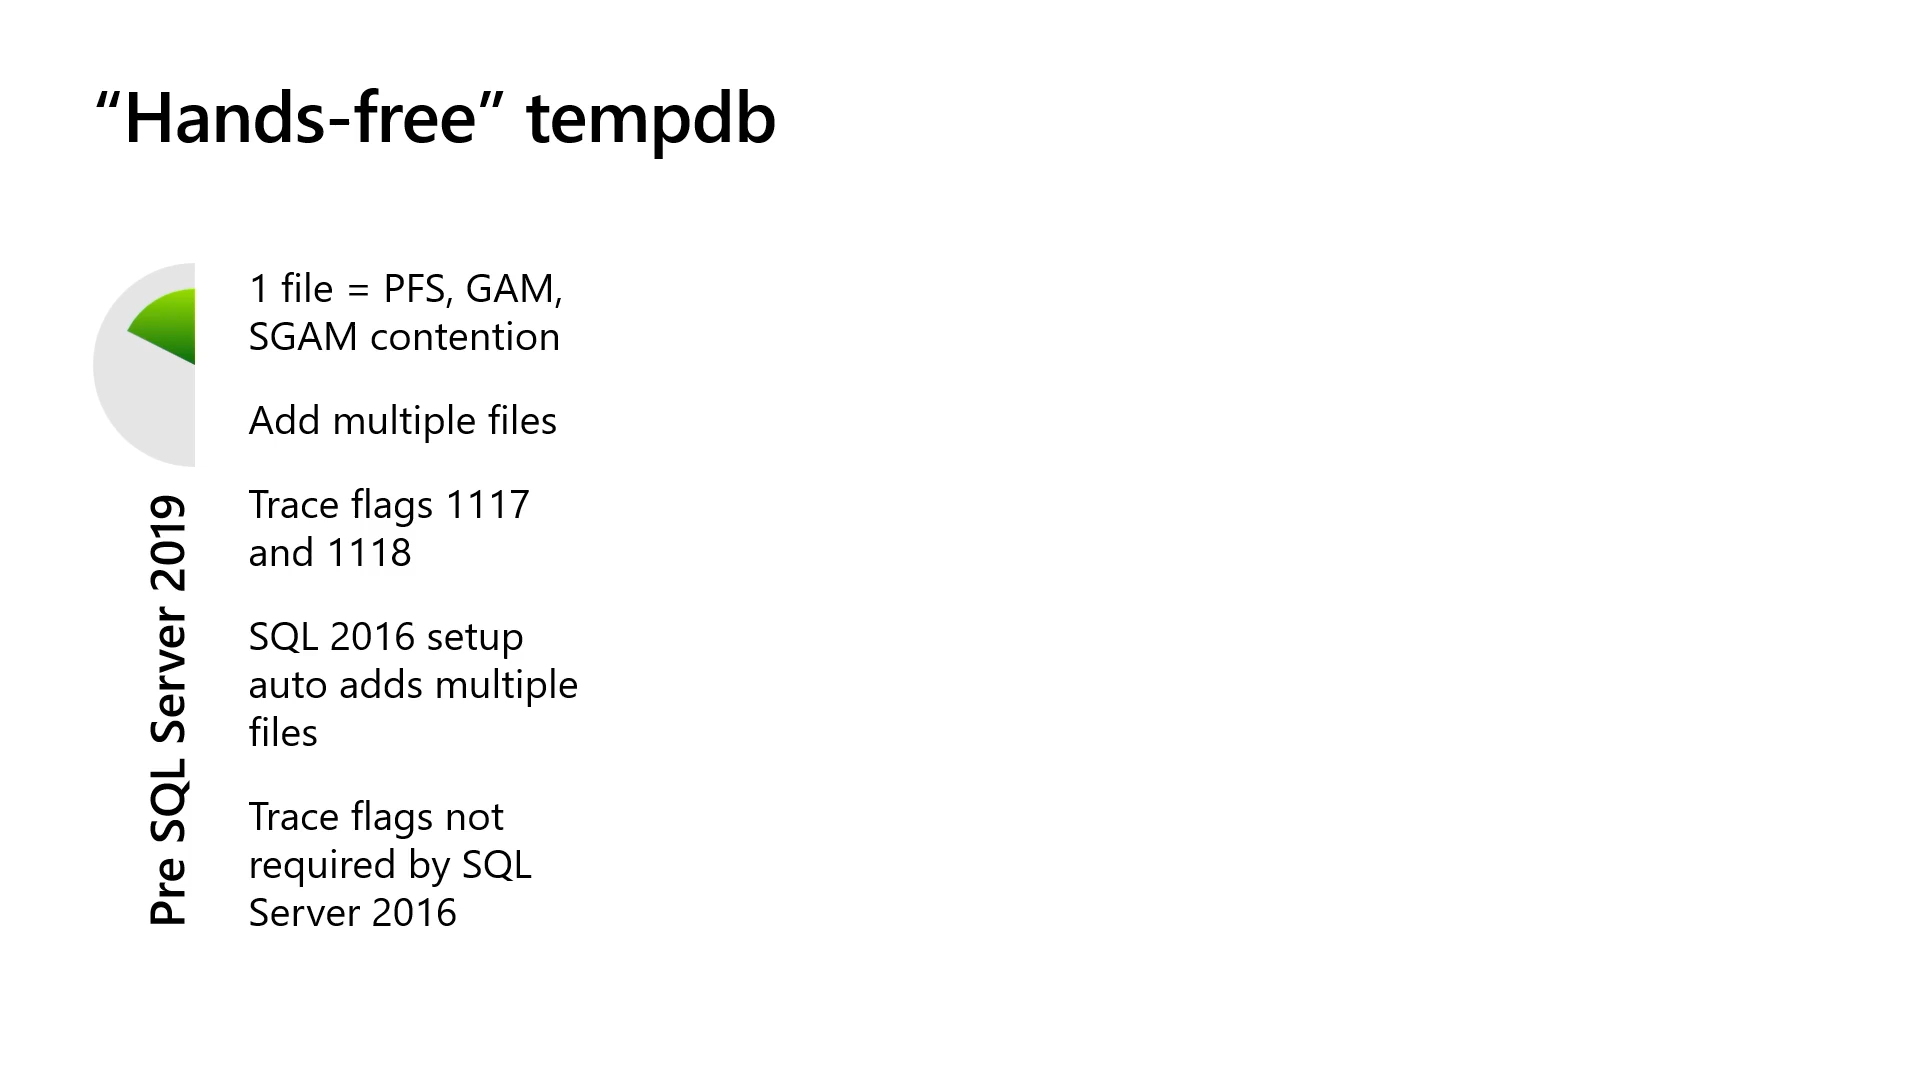 “Hands-free” tempdb
Pre SQL Server 2019
1 file = PFS, GAM,
SGAM contention
Add multiple files
Trace flags 1117
and 1118
SQL 2016 setup
auto adds multiple
files
Trace flags not
required by SQL
Server 2016